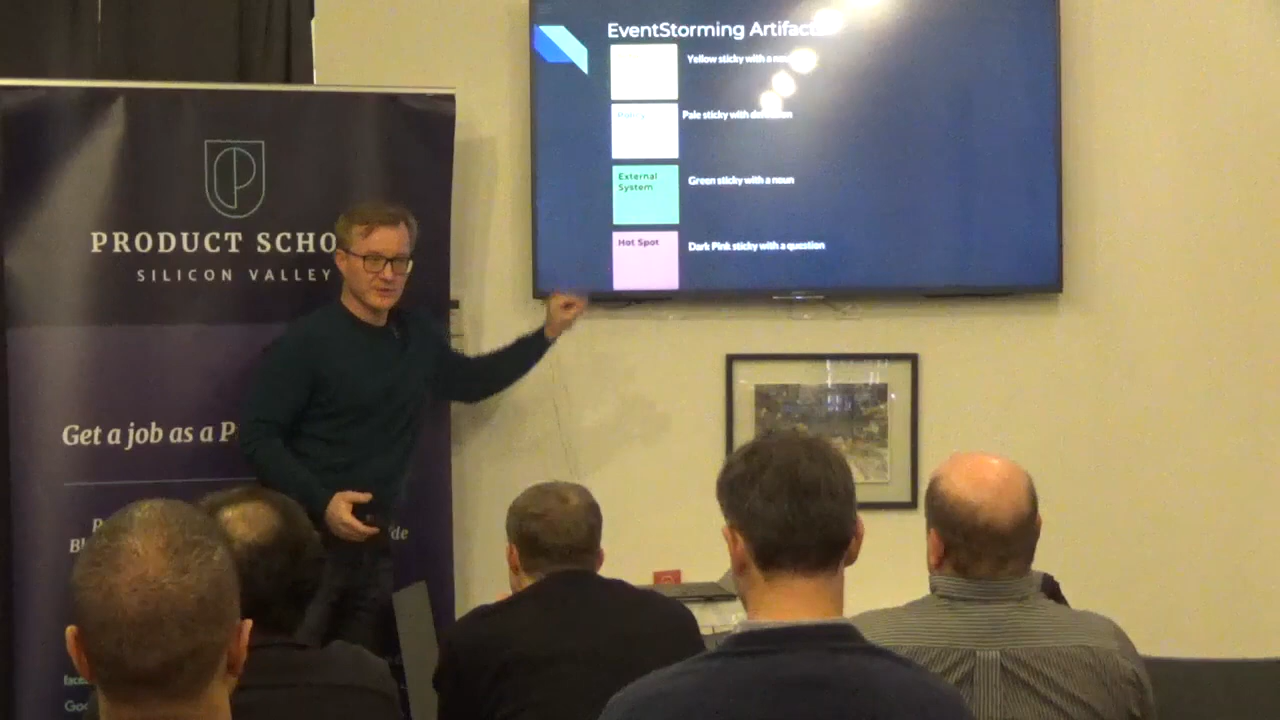 EventStorming Artifac
Yellow sticky with a
Policy
Pale sticky with
External
System
Green sticky with a noun
Hot Spot
Dark Pink sticky with a question
PRODUCT SCHO
SILICON VALLEY
Get a job as a P